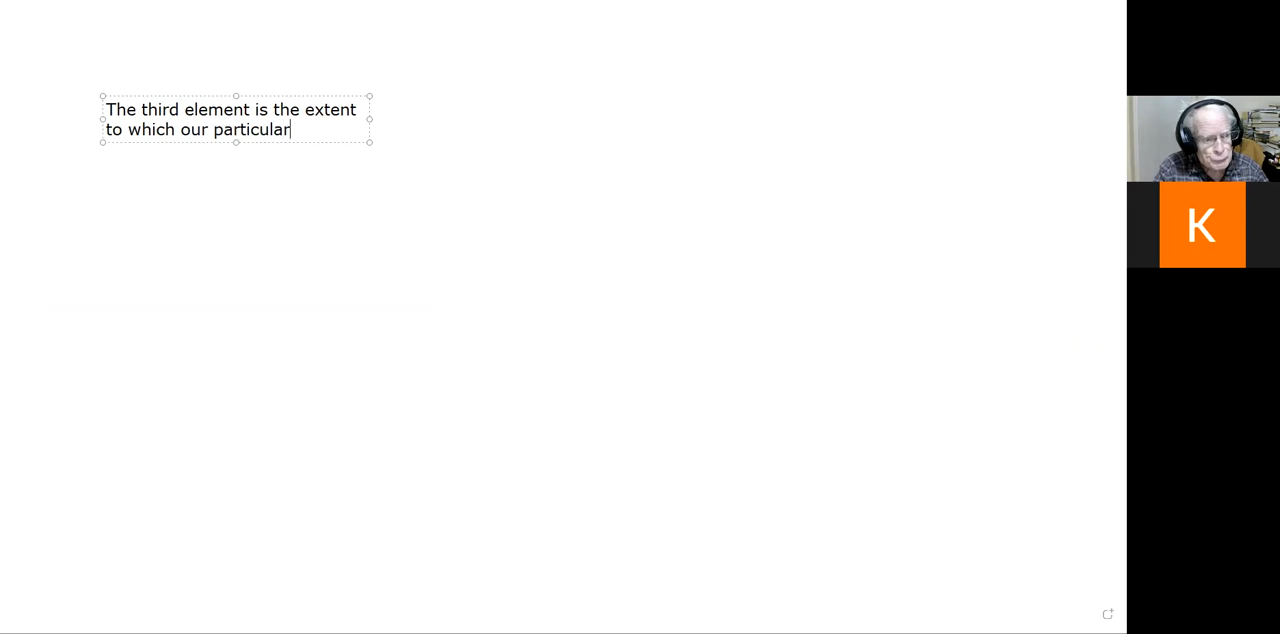 The third element is the extent
to which our particular
K